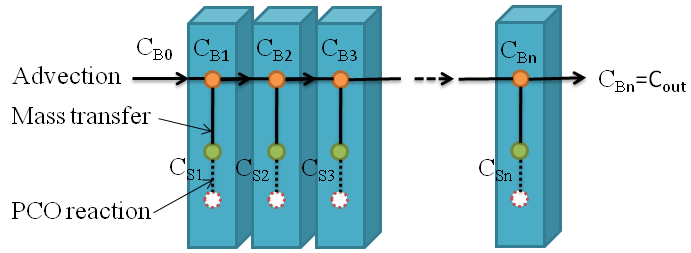 C_B0 C_B1 C_B2 C_B3 C_Bn
Advection C_Bn=C_out
Mass transfer
C_S1 C_S2 C_S3 C_Sn
PCO reaction